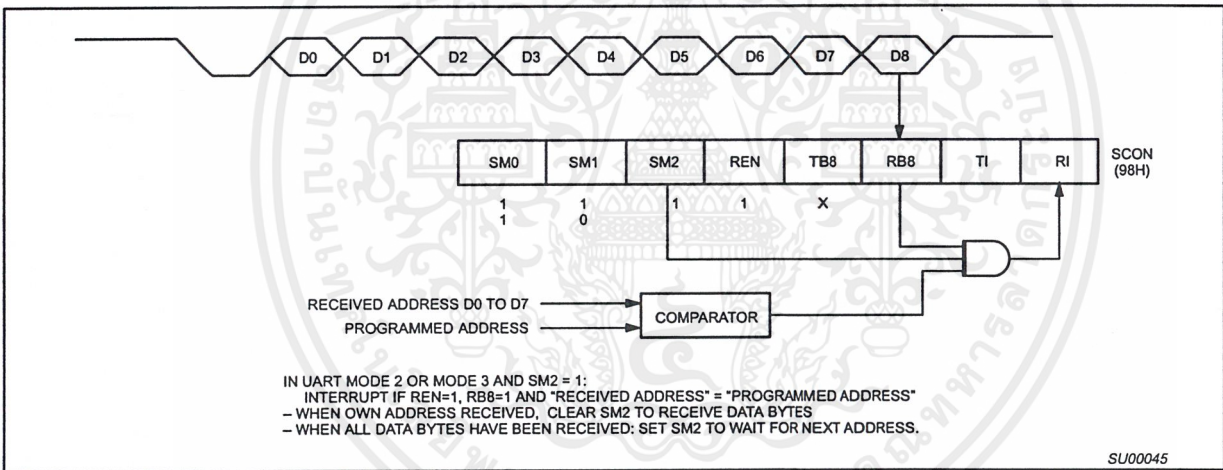 D0 D1 D2 D3 D4 D5 D6 D7 D8
SM0 SM1 SM2 REN TB8 RB8 TI RI
SCON
(98H)
1 1 1 1 X
1 0
RECEIVED ADDRESS D0 TO D7
PROGRAMMED ADDRESS
COMPARATOR
IN UART MODE 2 OR MODE 3 AND SM2 = 1:
INTERRUPT IF REN=1, RB8=1 AND "RECEIVED ADDRESS" = "PROGRAMMED ADDRESS"
– WHEN OWN ADDRESS RECEIVED, CLEAR SM2 TO RECEIVE DATA BYTES
– WHEN ALL DATA BYTES HAVE BEEN RECEIVED: SET SM2 TO WAIT FOR NEXT ADDRESS.
SU00045